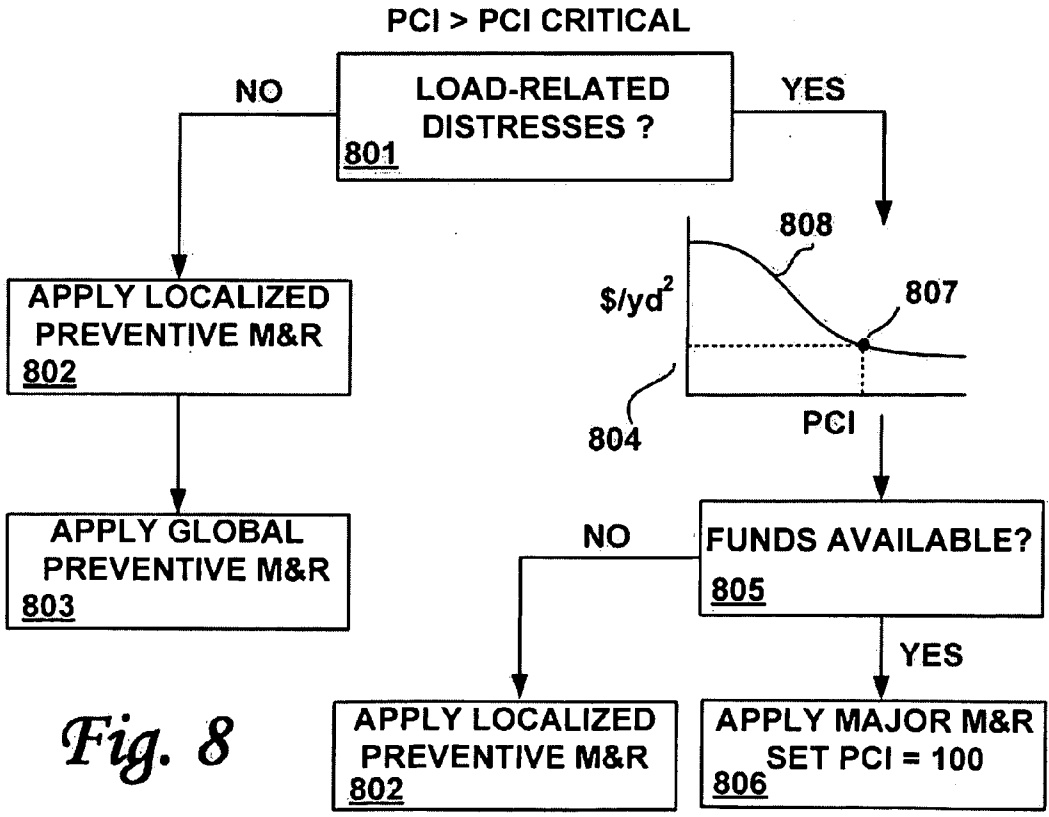 PCI > PCI CRITICAL
NO
LOAD-RELATED
DISTRESSES ?
801
YES
808
$/yd²
807
804
PCI
APPLY LOCALIZED
PREVENTIVE M&R
802
APPLY GLOBAL
PREVENTIVE M&R
803
NO
FUNDS AVAILABLE?
805
YES
APPLY LOCALIZED
PREVENTIVE M&R
802
APPLY MAJOR M&R
SET PCI = 100
806
Fig. 8